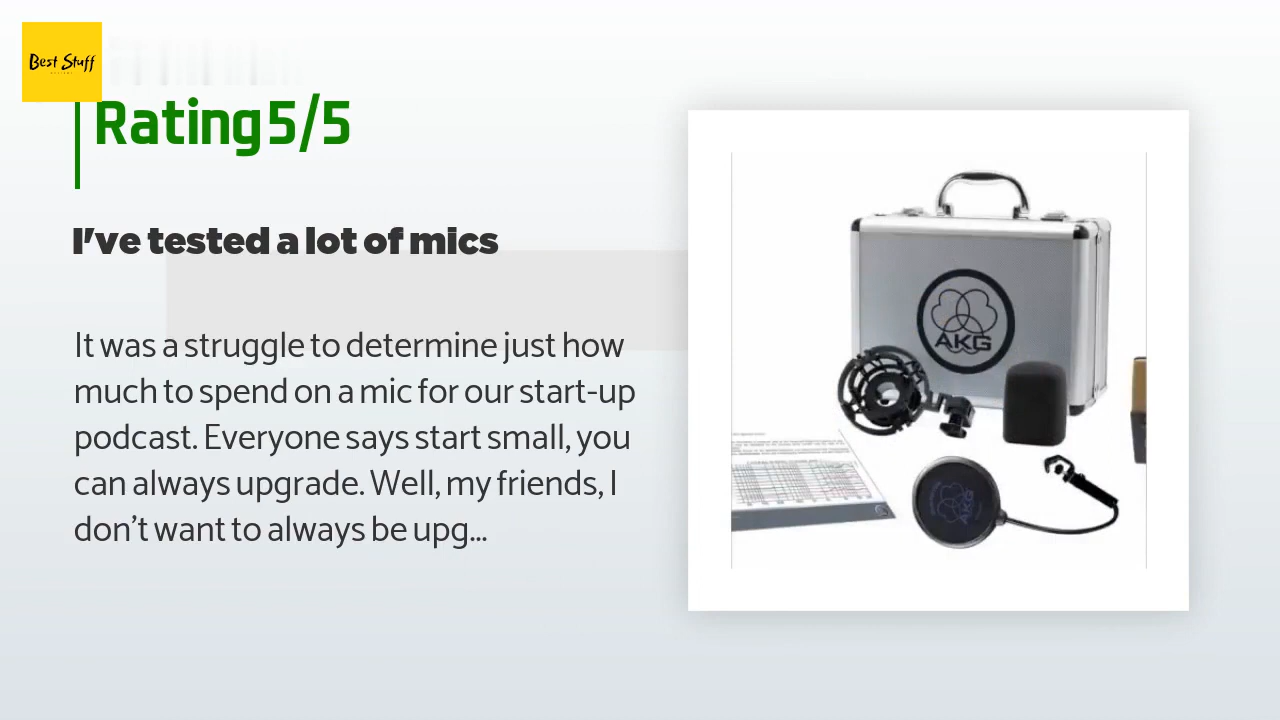 Best Stuff
Rating 5/5
I've tested a lot of mics
It was a struggle to determine just how
much to spend on a mic for our start-up
podcast. Everyone says start small, you
can always upgrade. Well, my friends, I
don't want to always be upg...
AKG
AKG